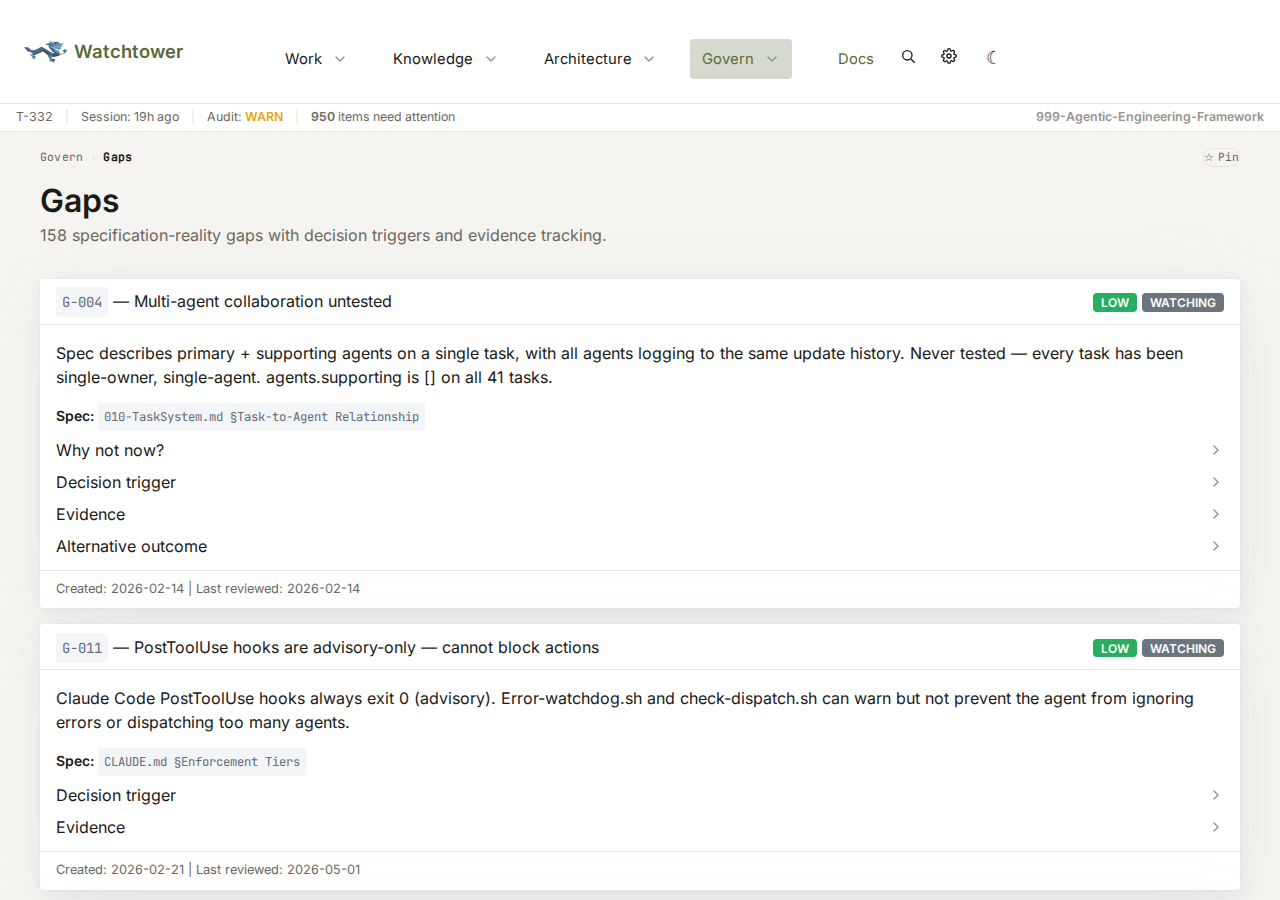 Watchtower
Work
Knowledge
Architecture
Govern
Docs
T-332
Session: 19h ago
Audit: WARN
950 items need attention
999-Agentic-Engineering-Framework
Govern › Gaps
☆ Pin
Gaps
158 specification-reality gaps with decision triggers and evidence tracking.
G-004 — Multi-agent collaboration untested
LOW WATCHING
Spec describes primary + supporting agents on a single task, with all agents logging to the same update history. Never tested — every task has been
single-owner, single-agent. agents.supporting is [] on all 41 tasks.
Spec: 010-TaskSystem.md §Task-to-Agent Relationship
Why not now?
Decision trigger
Evidence
Alternative outcome
Created: 2026-02-14 | Last reviewed: 2026-02-14
G-011 — PostToolUse hooks are advisory-only — cannot block actions
LOW WATCHING
Claude Code PostToolUse hooks always exit 0 (advisory). Error-watchdog.sh and check-dispatch.sh can warn but not prevent the agent from ignoring
errors or dispatching too many agents.
Spec: CLAUDE.md §Enforcement Tiers
Decision trigger
Evidence
Created: 2026-02-21 | Last reviewed: 2026-05-01